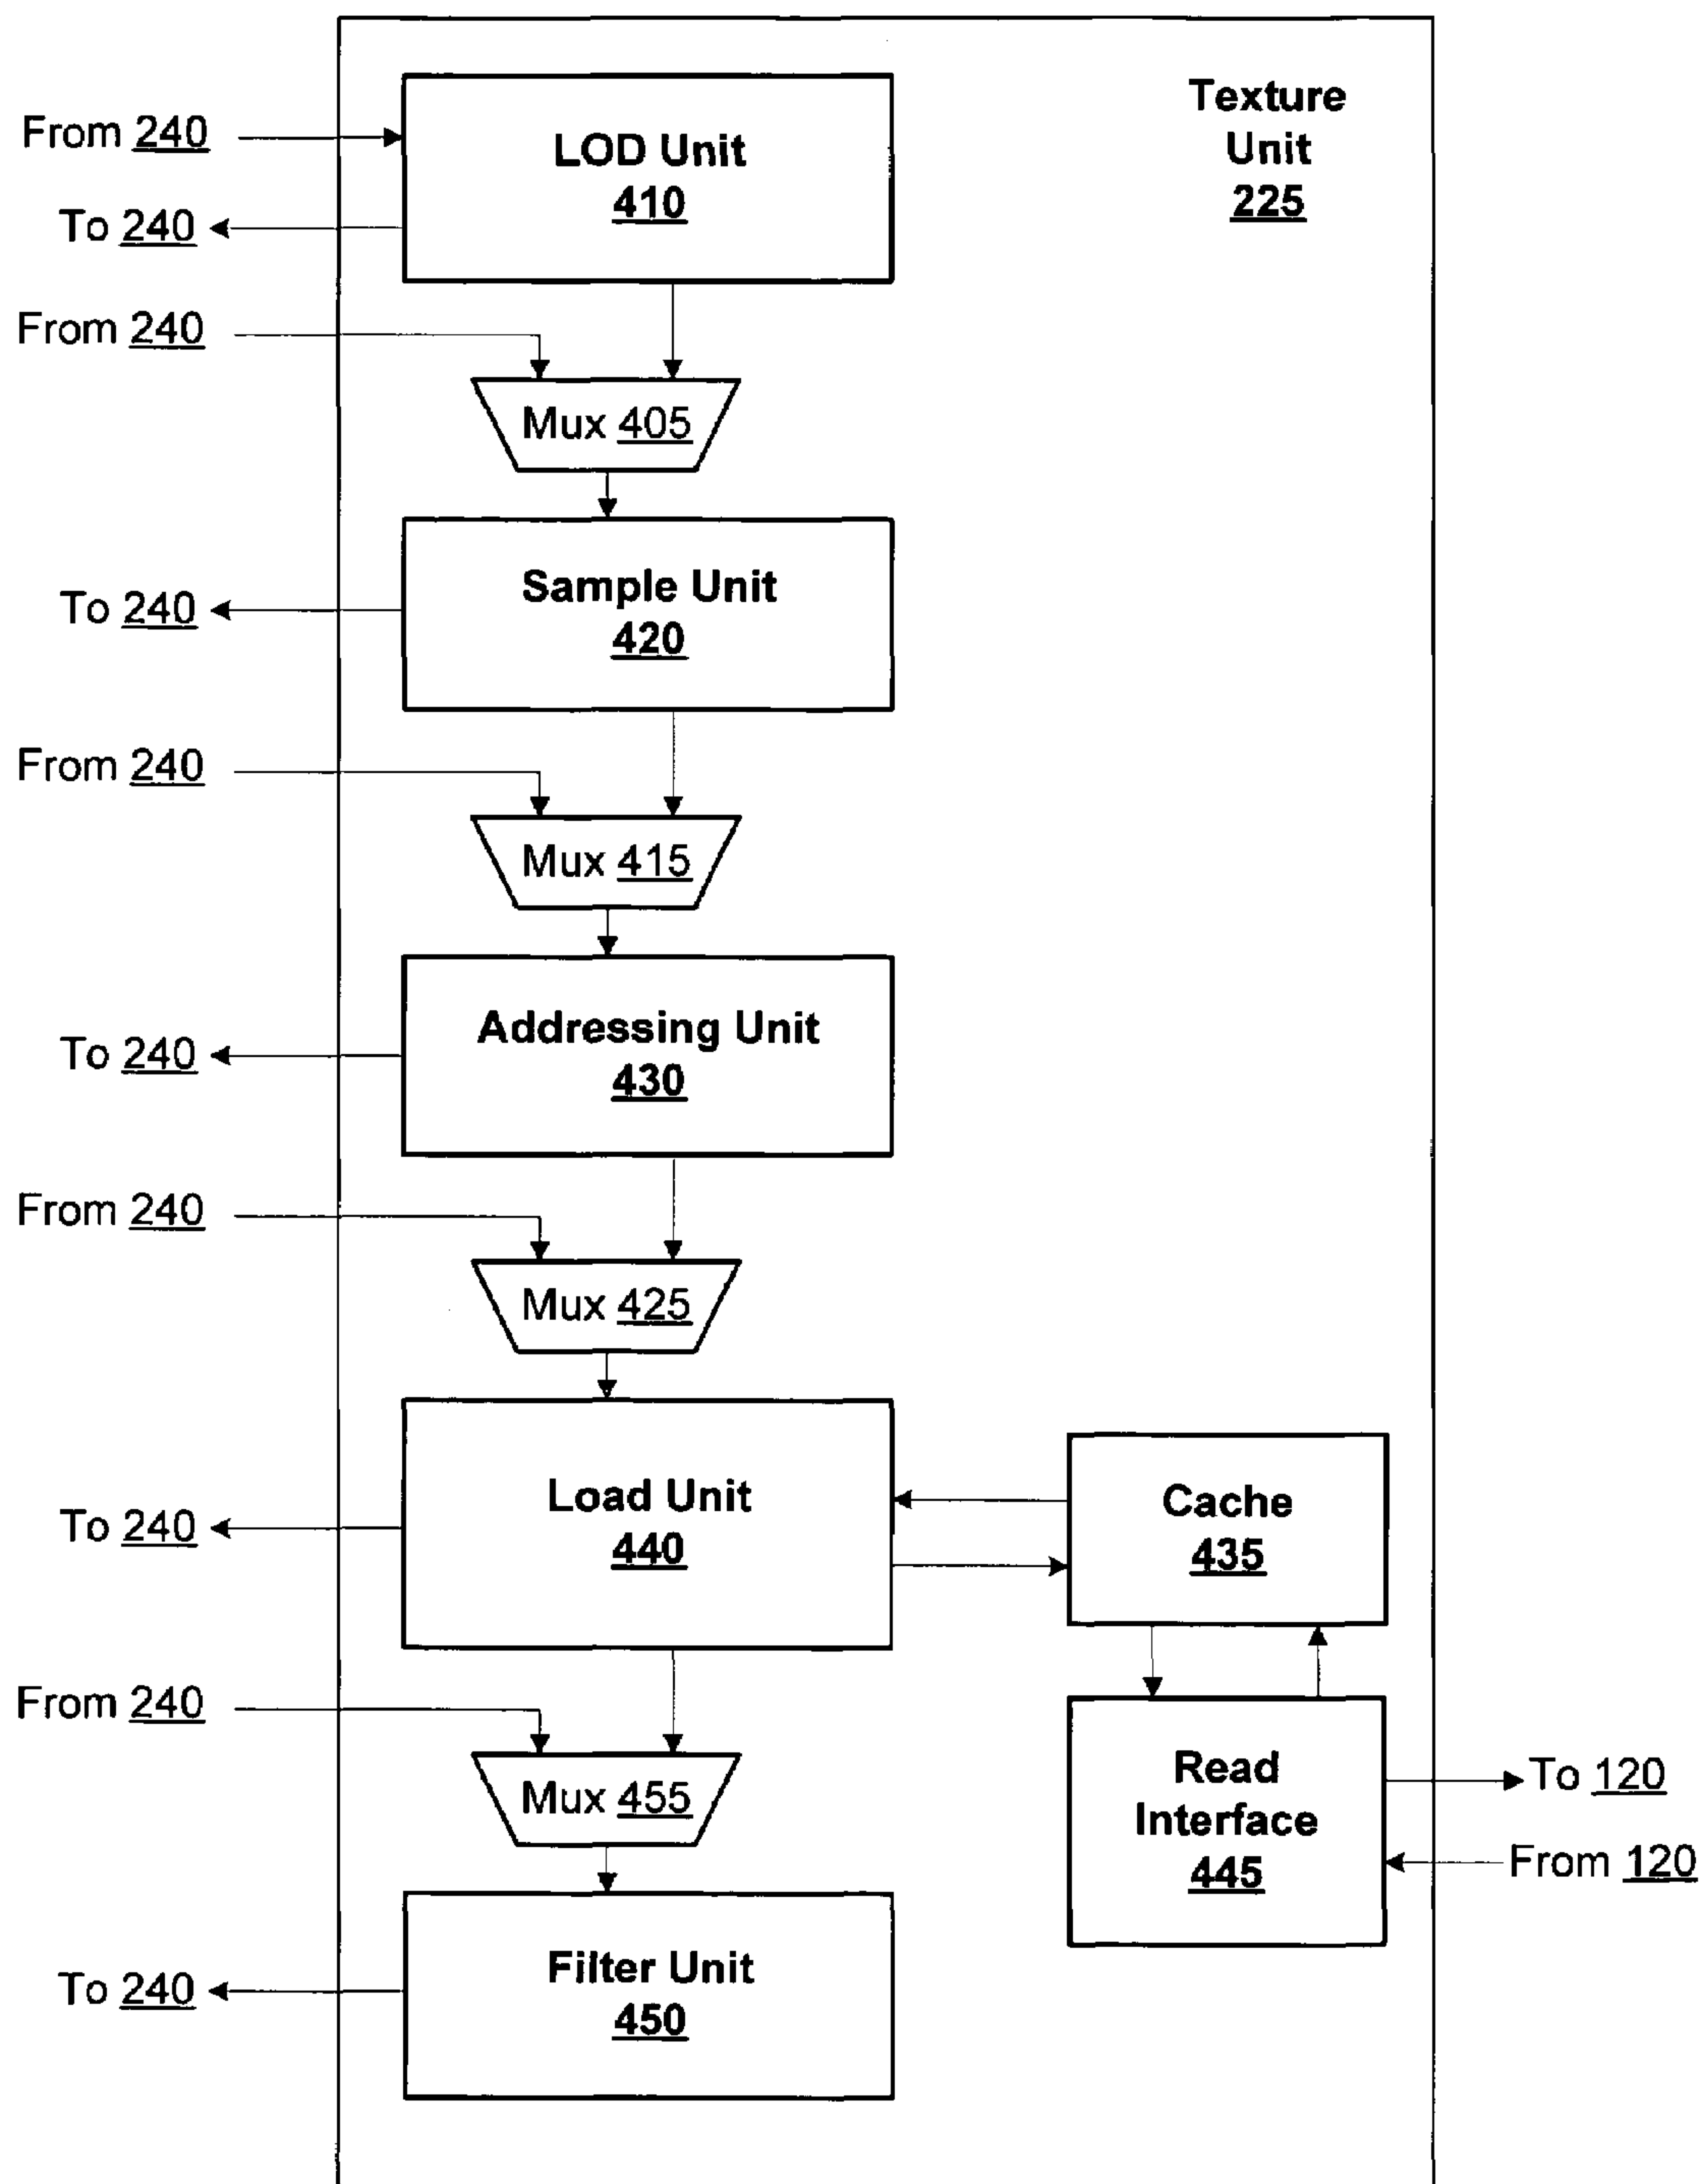 Texture
Unit
225
From 240
LOD Unit
410
To 240
From 240
Mux 405
Sample Unit
420
To 240
From 240
Mux 415
Addressing Unit
430
To 240
From 240
Mux 425
Load Unit
440
To 240
Cache
435
From 240
Mux 455
Read
Interface
445
To 120
From 120
Filter Unit
450
To 240